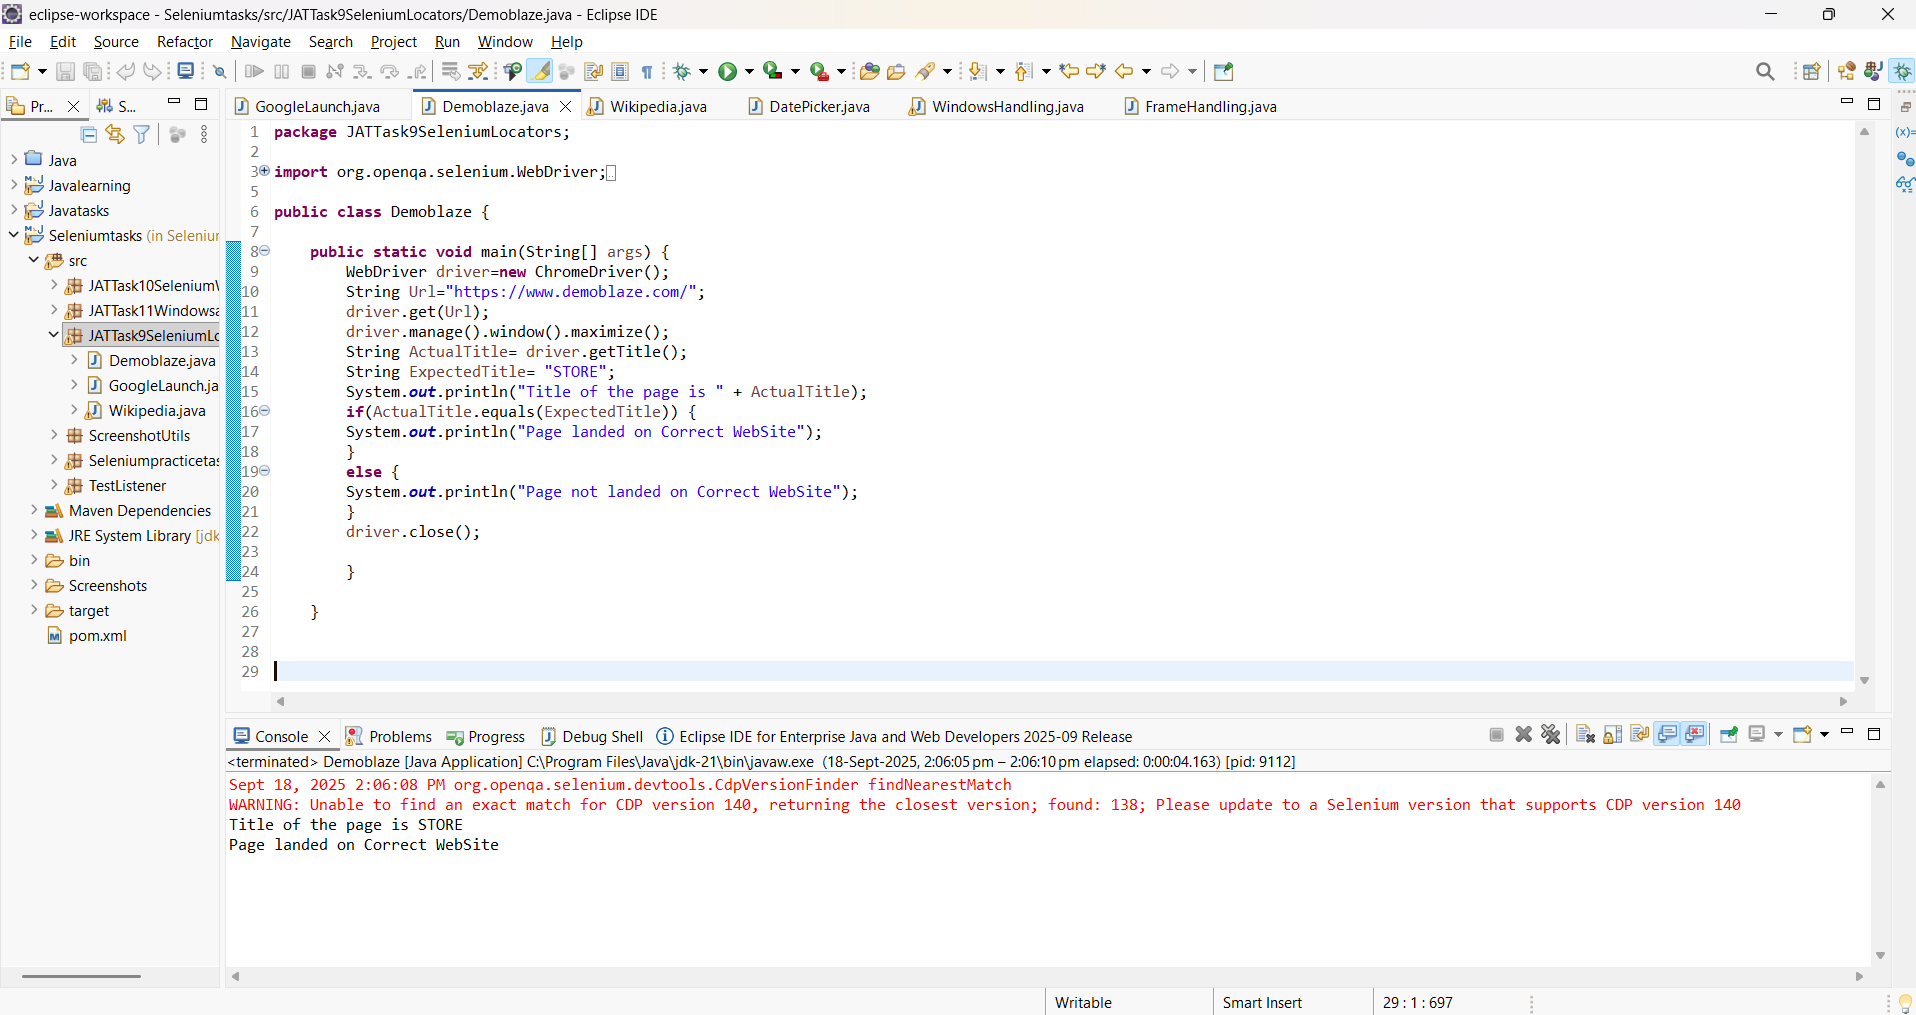 eclipse-workspace - Seleniumtasks/src/JATTask9SeleniumLocators/Demoblaze.java - Eclipse IDE
File Edit Source Refactor Navigate Search Project Run Window Help
Pr... S...
GoogleLaunch.java Demoblaze.java Wikipedia.java DatePicker.java WindowsHandling.java FrameHandling.java
Java
Javalearning
Javatasks
Seleniumtasks (in Seleniun
src
JATTask10Selenium
JATTask11Windowsa
JATTask9SeleniumLo
Demoblaze.java
GoogleLaunch.ja
Wikipedia.java
ScreenshotUtils
Seleniumpracticetas
TestListener
Maven Dependencies
JRE System Library [jdk
bin
Screenshots
target
pom.xml
1 package JATTask9SeleniumLocators;
2
3 import org.openqa.selenium.WebDriver;
5
6 public class Demoblaze {
7
8 public static void main(String[] args) {
9 WebDriver driver=new ChromeDriver();
10 String Url="https://www.demoblaze.com/";
11 driver.get(Url);
12 driver.manage().window().maximize();
13 String ActualTitle= driver.getTitle();
14 String ExpectedTitle= "STORE";
15 System.out.println("Title of the page is " + ActualTitle);
16 if(ActualTitle.equals(ExpectedTitle)) {
17 System.out.println("Page landed on Correct WebSite");
18 }
19 else {
20 System.out.println("Page not landed on Correct WebSite");
21 }
22 driver.close();
23
24 }
25
26 }
27
28
29
Console Problems Progress Debug Shell Eclipse IDE for Enterprise Java and Web Developers 2025-09 Release
<terminated> Demoblaze [Java Application] C:\Program Files\Java\jdk-21\bin\javaw.exe (18-Sept-2025, 2:06:05 pm – 2:06:10 pm elapsed: 0:00:04.163) [pid: 9112]
Sept 18, 2025 2:06:08 PM org.openqa.selenium.devtools.CdpVersionFinder findNearestMatch
WARNING: Unable to find an exact match for CDP version 140, returning the closest version; found: 138; Please update to a Selenium version that supports CDP version 140
Title of the page is STORE
Page landed on Correct WebSite
Writable Smart Insert 29 : 1 : 697